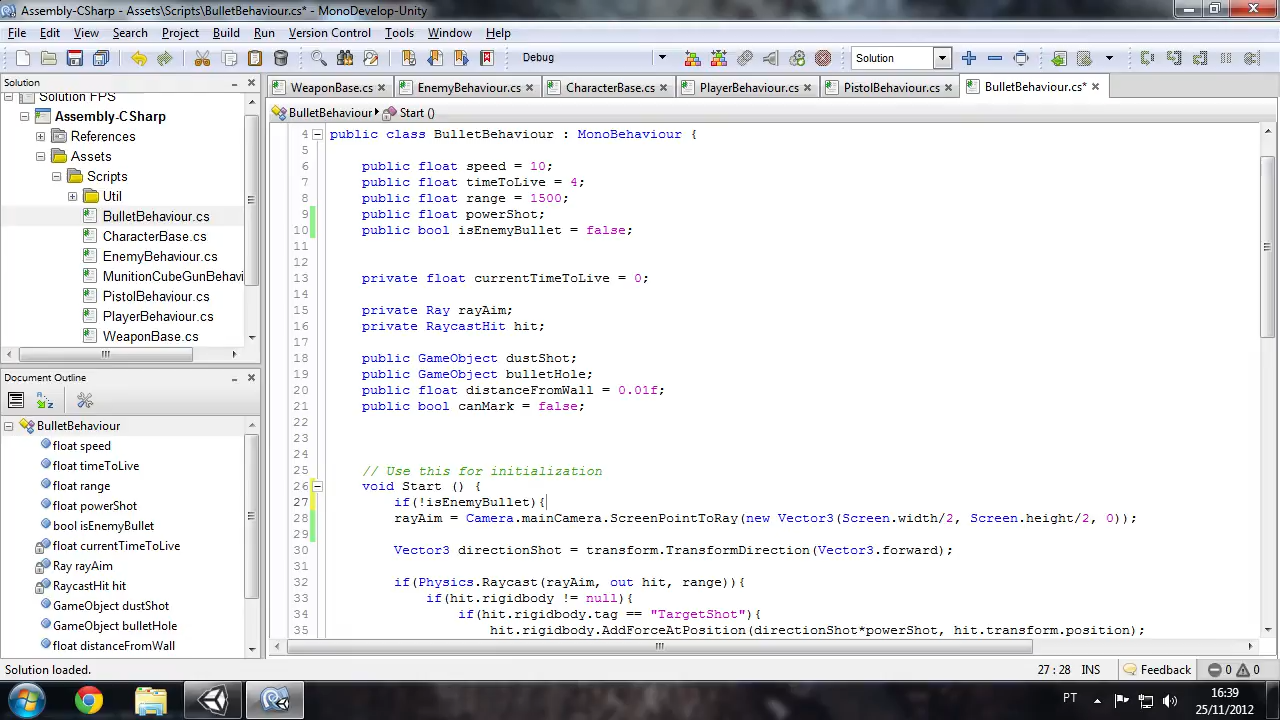 Assembly-CSharp - Assets\Scripts\BulletBehaviour.cs* - MonoDevelop-Unity
File Edit View Search Project Build Run Version Control Tools Window Help
Debug Solution
Solution
Solution FPS
Assembly-CSharp
References
Assets
Scripts
Util
BulletBehaviour.cs
CharacterBase.cs
EnemyBehaviour.cs
MunitionCubeGunBehavi
PistolBehaviour.cs
PlayerBehaviour.cs
WeaponBase.cs
Document Outline
BulletBehaviour
float speed
float timeToLive
float range
float powerShot
bool isEnemyBullet
float currentTimeToLive
Ray rayAim
RaycastHit hit
GameObject dustShot
GameObject bulletHole
float distanceFromWall
WeaponBase.cs EnemyBehaviour.cs CharacterBase.cs PlayerBehaviour.cs PistolBehaviour.cs BulletBehaviour.cs*
BulletBehaviour Start ()
4 public class BulletBehaviour : MonoBehaviour {
5
6 public float speed = 10;
7 public float timeToLive = 4;
8 public float range = 1500;
9 public float powerShot;
10 public bool isEnemyBullet = false;
11
12
13 private float currentTimeToLive = 0;
14
15 private Ray rayAim;
16 private RaycastHit hit;
17
18 public GameObject dustShot;
19 public GameObject bulletHole;
20 public float distanceFromWall = 0.01f;
21 public bool canMark = false;
22
23
24
25 // Use this for initialization
26 void Start () {
27 if(!isEnemyBullet){
28 rayAim = Camera.mainCamera.ScreenPointToRay(new Vector3(Screen.width/2, Screen.height/2, 0));
29
30 Vector3 directionShot = transform.TransformDirection(Vector3.forward);
31
32 if(Physics.Raycast(rayAim, out hit, range)){
33 if(hit.rigidbody != null){
34 if(hit.rigidbody.tag == "TargetShot"){
35 hit.rigidbody.AddForceAtPosition(directionShot*powerShot, hit.transform.position);
Solution loaded. 27 : 28 INS Feedback 0 0
PT 16:39
25/11/2012